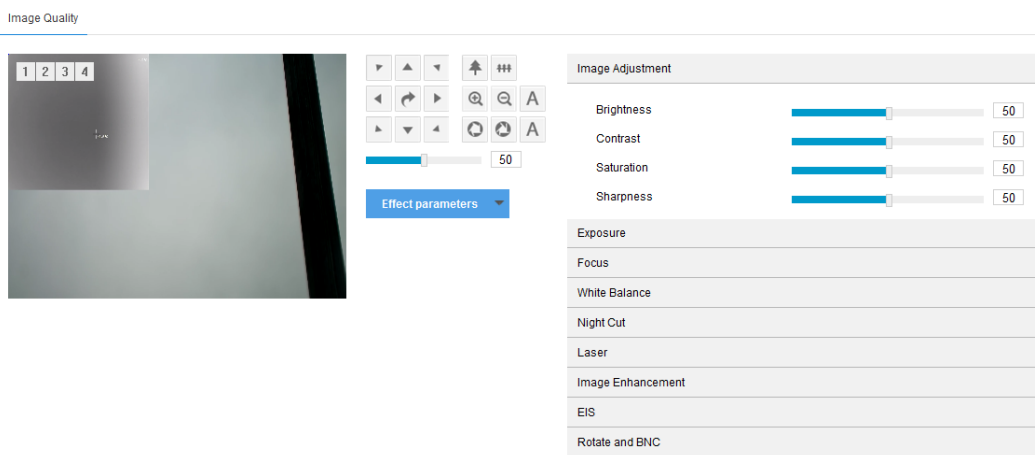 Image Quality
1 2 3 4
A
A
50
Effect parameters
Image Adjustment
Brightness 50
Contrast 50
Saturation 50
Sharpness 50
Exposure
Focus
White Balance
Night Cut
Laser
Image Enhancement
EIS
Rotate and BNC